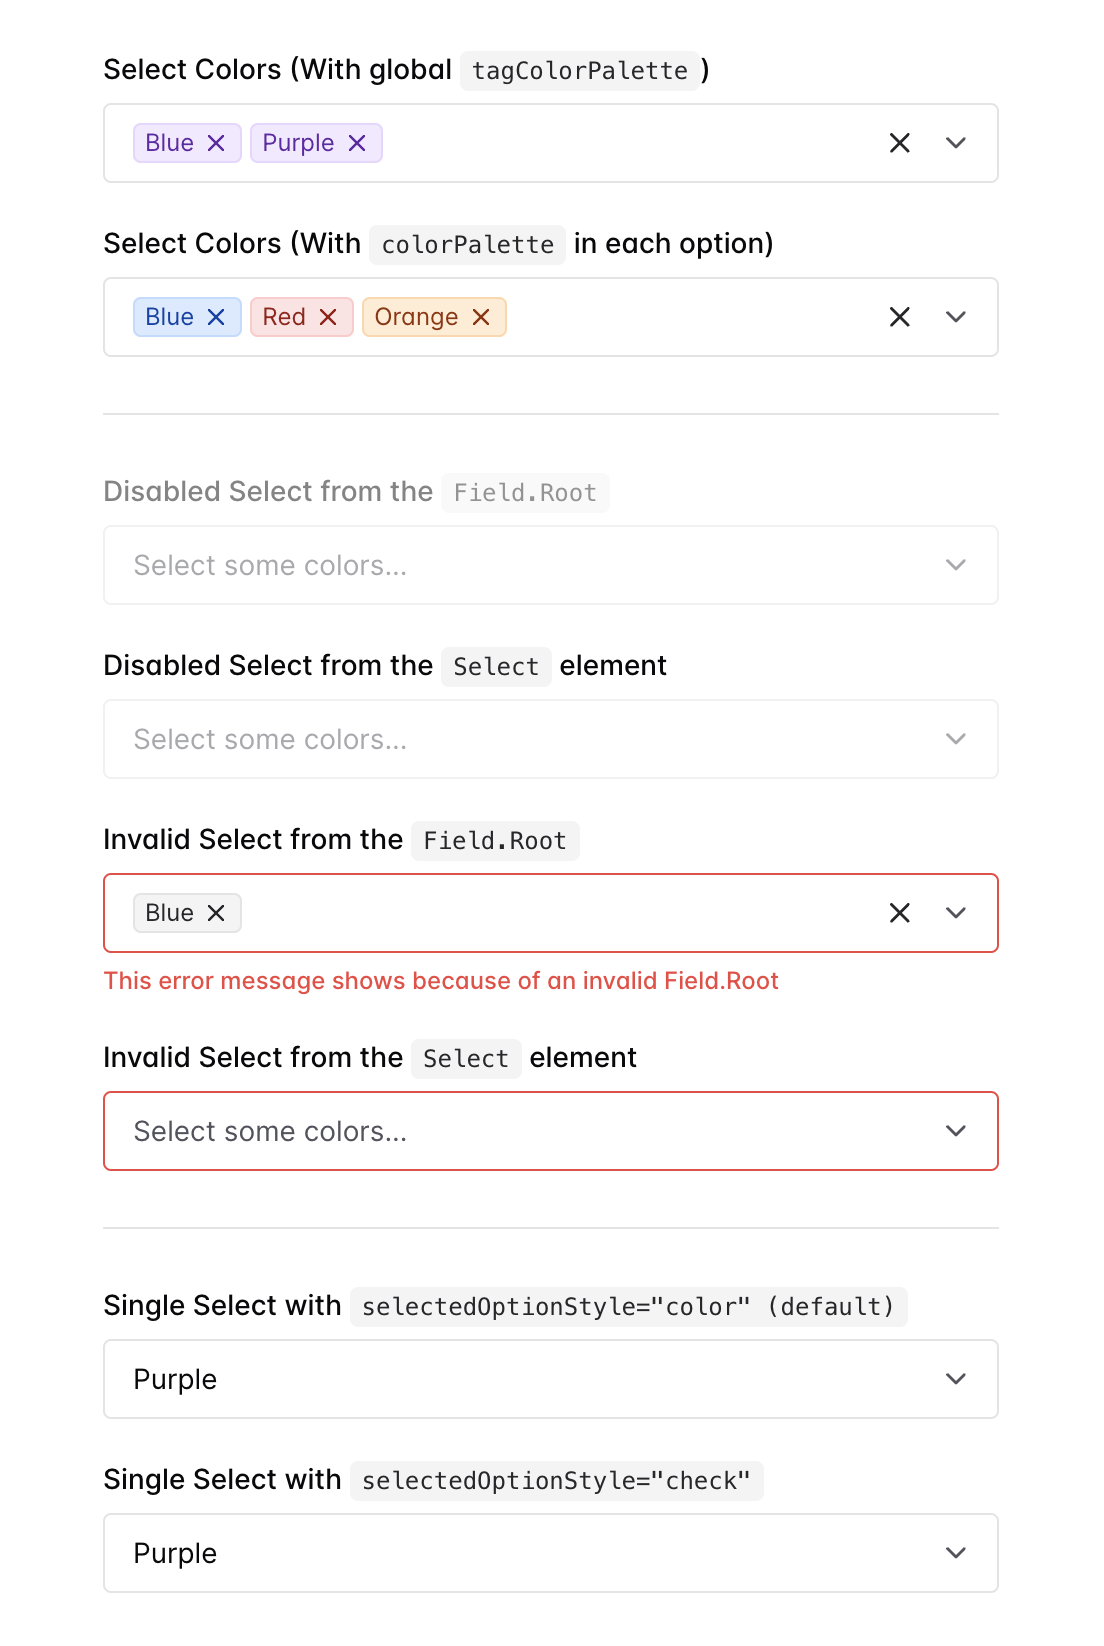 Select Colors (With global tagColorPalette )
Blue Purple
Select Colors (With colorPalette in each option)
Blue Red Orange
Disabled Select from the Field.Root
Select some colors...
Disabled Select from the Select element
Select some colors...
Invalid Select from the Field.Root
Blue
This error message shows because of an invalid Field.Root
Invalid Select from the Select element
Select some colors...
Single Select with selectedOptionStyle="color" (default)
Purple
Single Select with selectedOptionStyle="check"
Purple